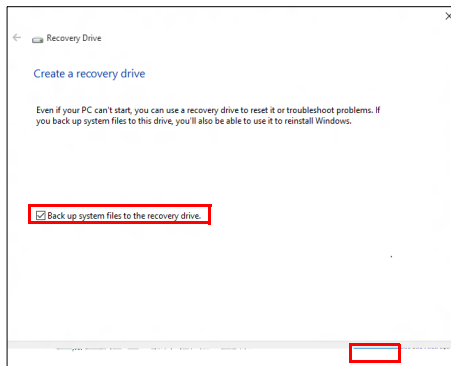 Recovery Drive
Create a recovery drive
Even if your PC can't start, you can use a recovery drive to reset it or troubleshoot problems. If
you back up system files to this drive, you'll also be able to use it to reinstall Windows.
Back up system files to the recovery drive.